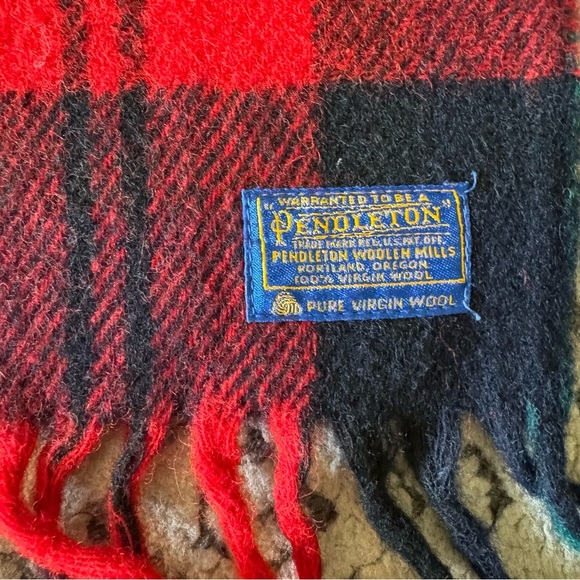 "WARRANTED TO BE A
PENDLETON"
TRADE MARK REG. U.S. PAT. OFF.
PENDLETON WOOLEN MILLS
PORTLAND, OREGON
100% VIRGIN WOOL
PURE VIRGIN WOOL